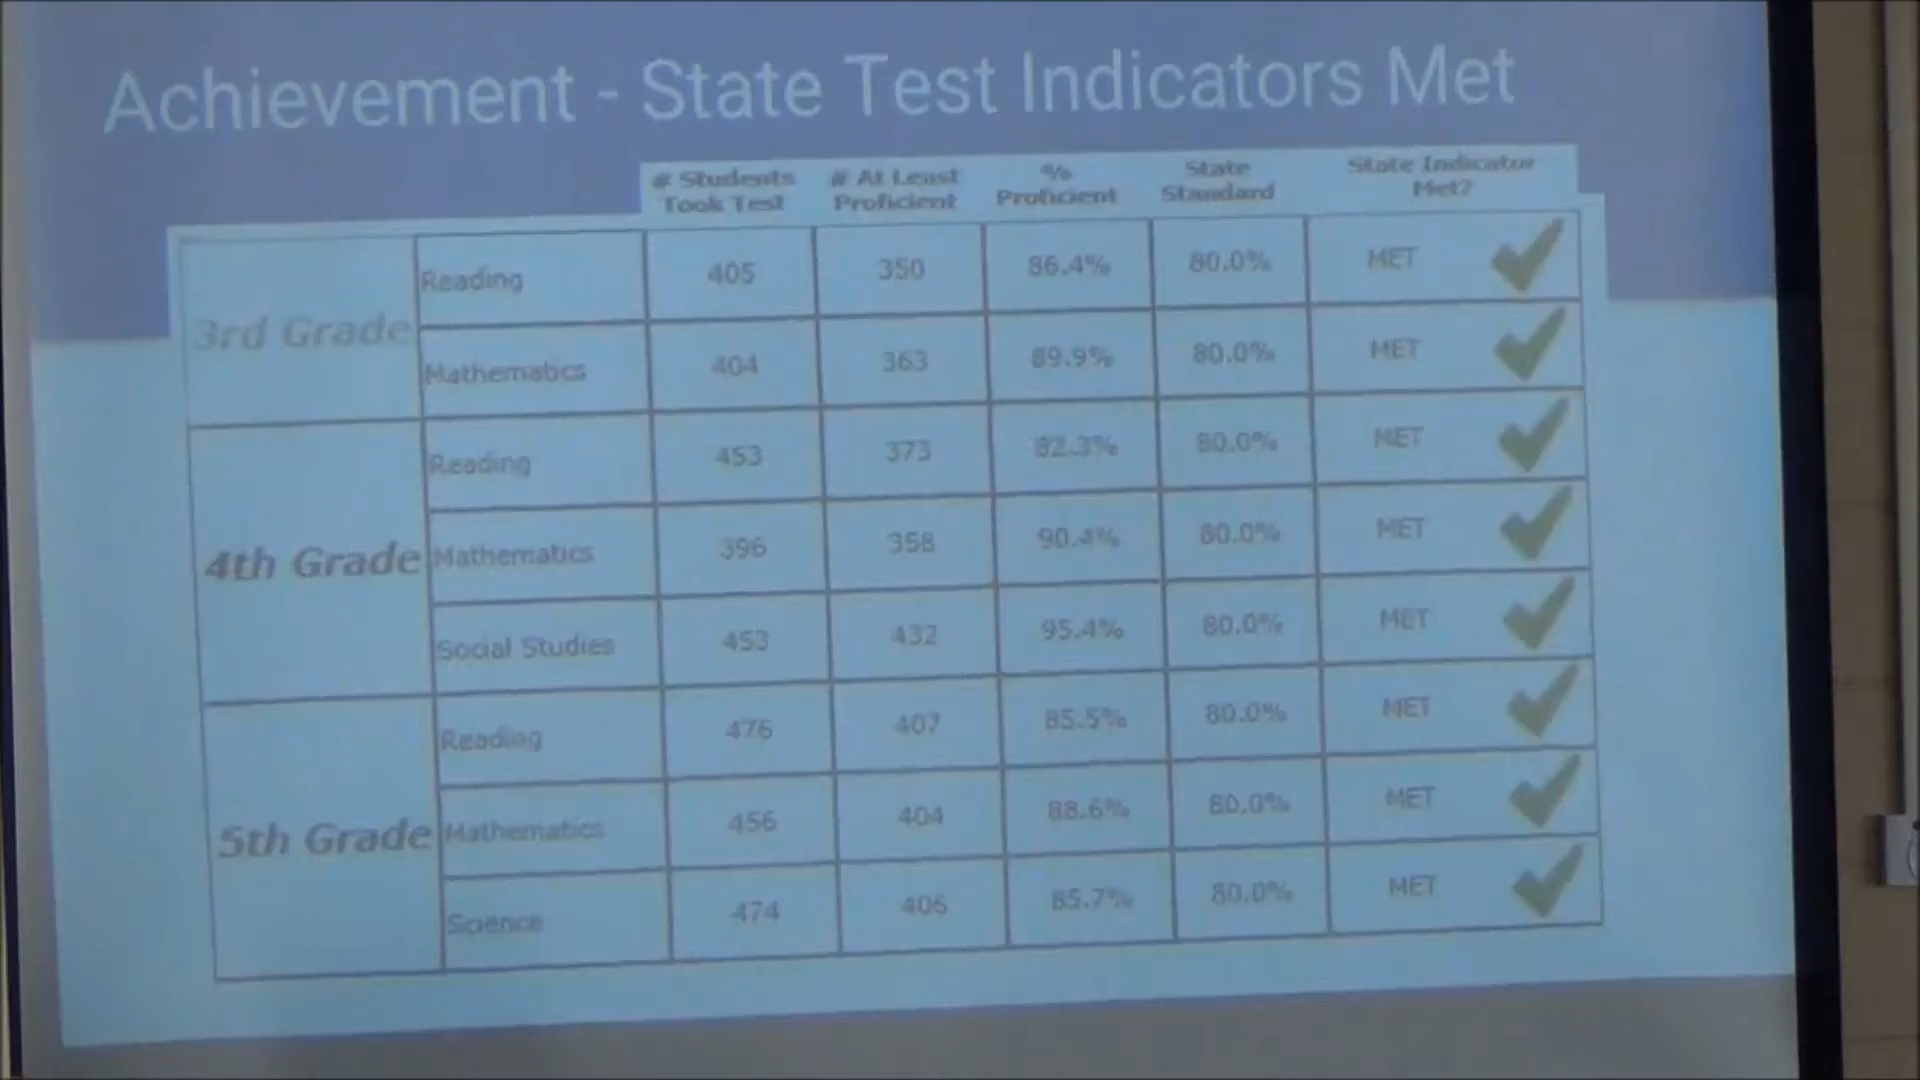 Achievement - State Test Indicators Met
# Students Took Test # At Least Proficient % Proficient State Standard State Indicator Met?
3rd Grade
Reading 405 350 86.4% 80.0% MET
Mathematics 404 363 89.9% 80.0% MET
4th Grade
Reading 453 373 82.3% 80.0% MET
Mathematics 396 358 90.4% 80.0% MET
Social Studies 453 432 95.4% 80.0% MET
5th Grade
Reading 476 407 85.5% 80.0% MET
Mathematics 456 404 88.6% 80.0% MET
Science 474 406 85.7% 80.0% MET